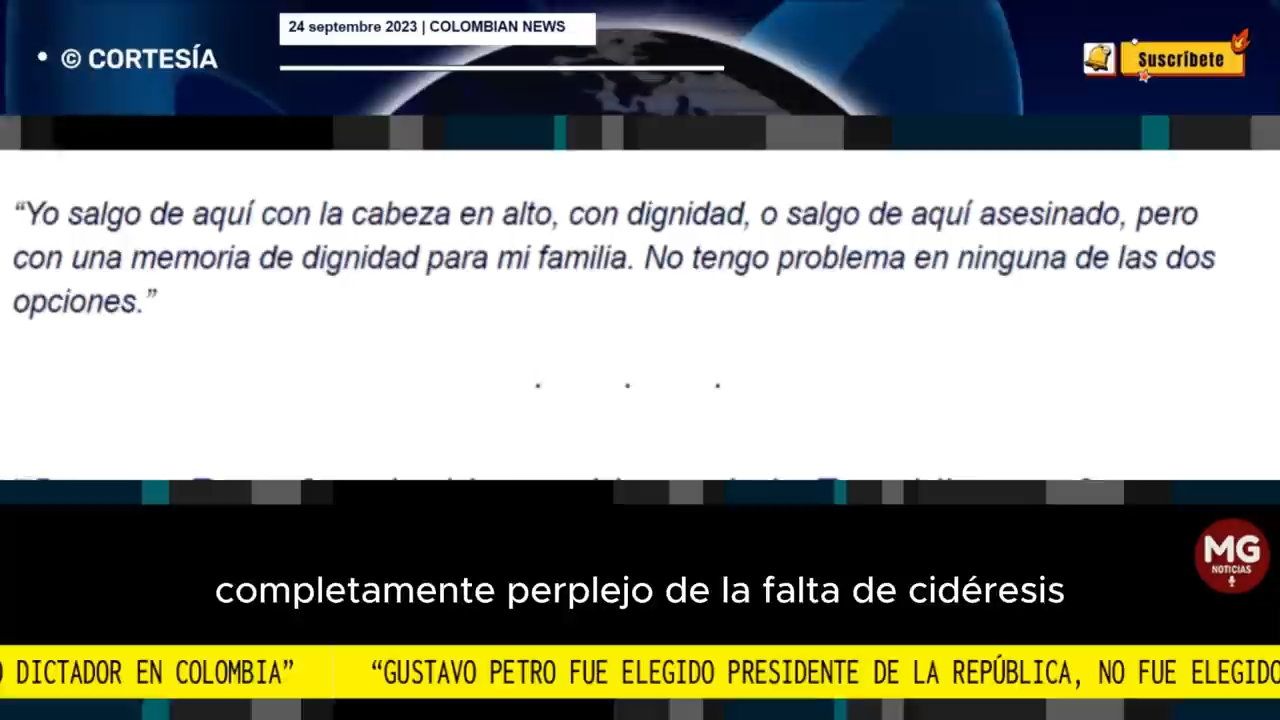 24 septembre 2023 | COLOMBIAN NEWS
• © CORTESÍA
Suscríbete
“Yo salgo de aquí con la cabeza en alto, con dignidad, o salgo de aquí asesinado, pero
con una memoria de dignidad para mi familia. No tengo problema en ninguna de las dos
opciones.”
. . .
MG
NOTICIAS
completamente perplejo de la falta de cidéresis
O DICTADOR EN COLOMBIA” “GUSTAVO PETRO FUE ELEGIDO PRESIDENTE DE LA REPÚBLICA, NO FUE ELEGIDO